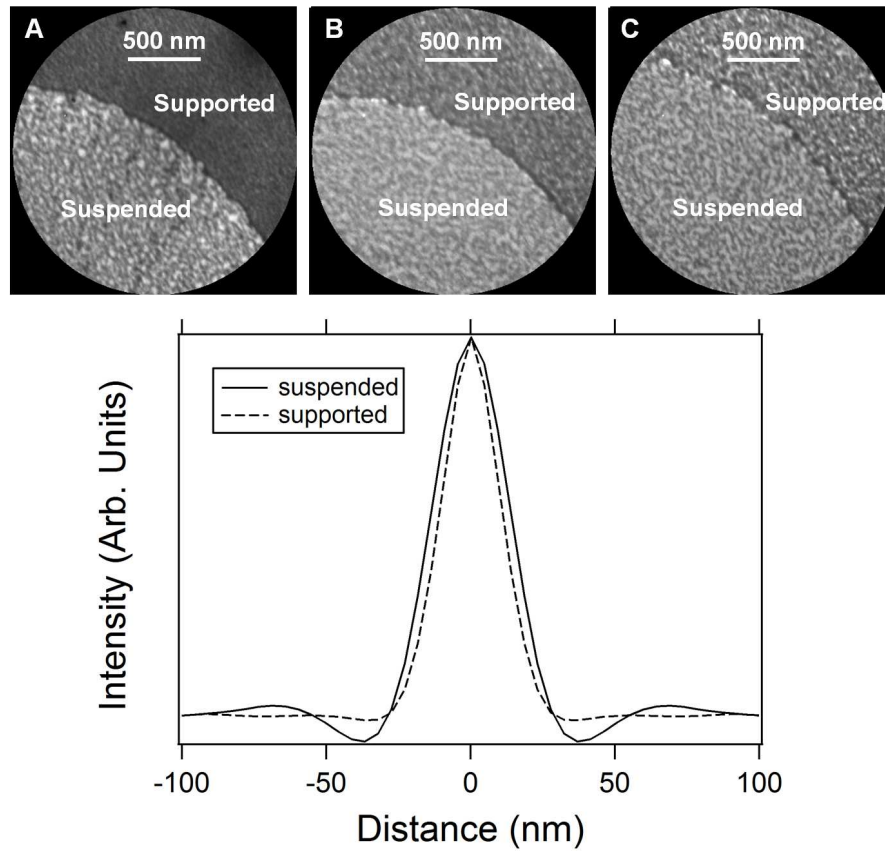 A
500 nm
Supported
Suspended
B
500 nm
Supported
Suspended
C
500 nm
Supported
Suspended
Intensity (Arb. Units)
suspended
supported
-100 -50 0 50 100
Distance (nm)